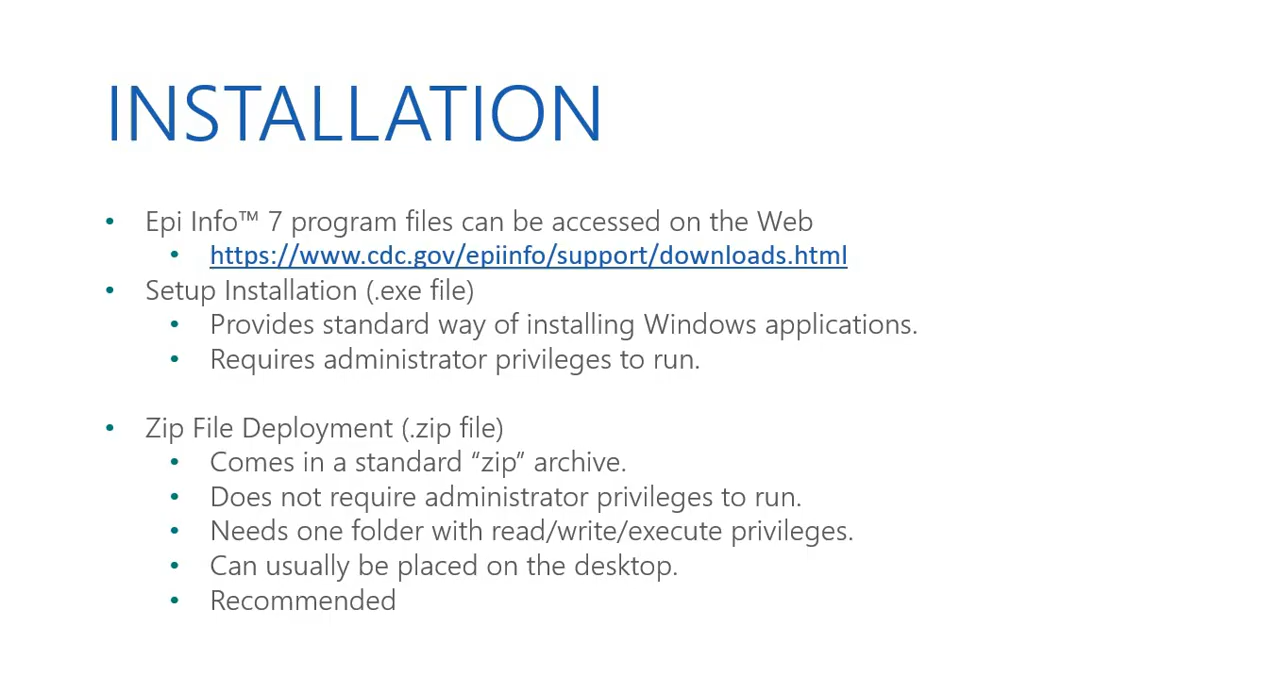 INSTALLATION
• Epi Info™ 7 program files can be accessed on the Web
• https://www.cdc.gov/epiinfo/support/downloads.html
• Setup Installation (.exe file)
• Provides standard way of installing Windows applications.
• Requires administrator privileges to run.
• Zip File Deployment (.zip file)
• Comes in a standard “zip” archive.
• Does not require administrator privileges to run.
• Needs one folder with read/write/execute privileges.
• Can usually be placed on the desktop.
• Recommended